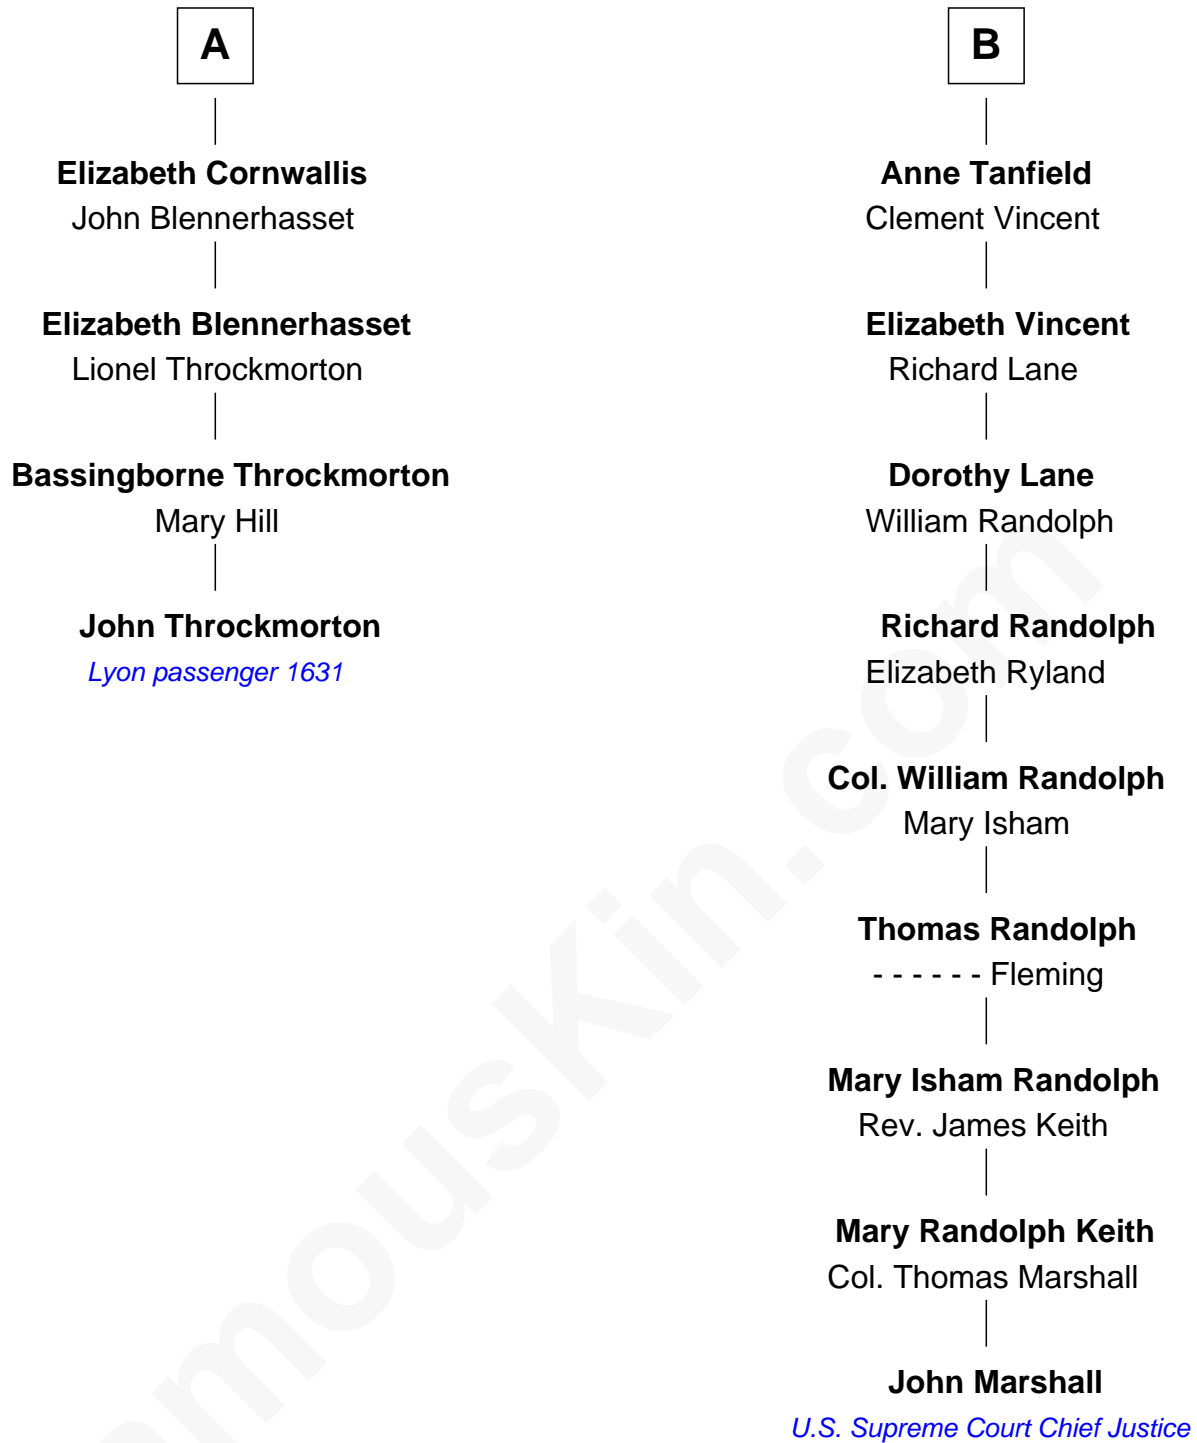 A
Elizabeth Cornwallis
John Blennerhasset
Elizabeth Blennerhasset
Lionel Throckmorton
Bassingborne Throckmorton
Mary Hill
John Throckmorton
Lyon passenger 1631
B
Anne Tanfield
Clement Vincent
Elizabeth Vincent
Richard Lane
Dorothy Lane
William Randolph
Richard Randolph
Elizabeth Ryland
Col. William Randolph
Mary Isham
Thomas Randolph
- - - - - - Fleming
Mary Isham Randolph
Rev. James Keith
Mary Randolph Keith
Col. Thomas Marshall
John Marshall
U.S. Supreme Court Chief Justice
amouskin.com